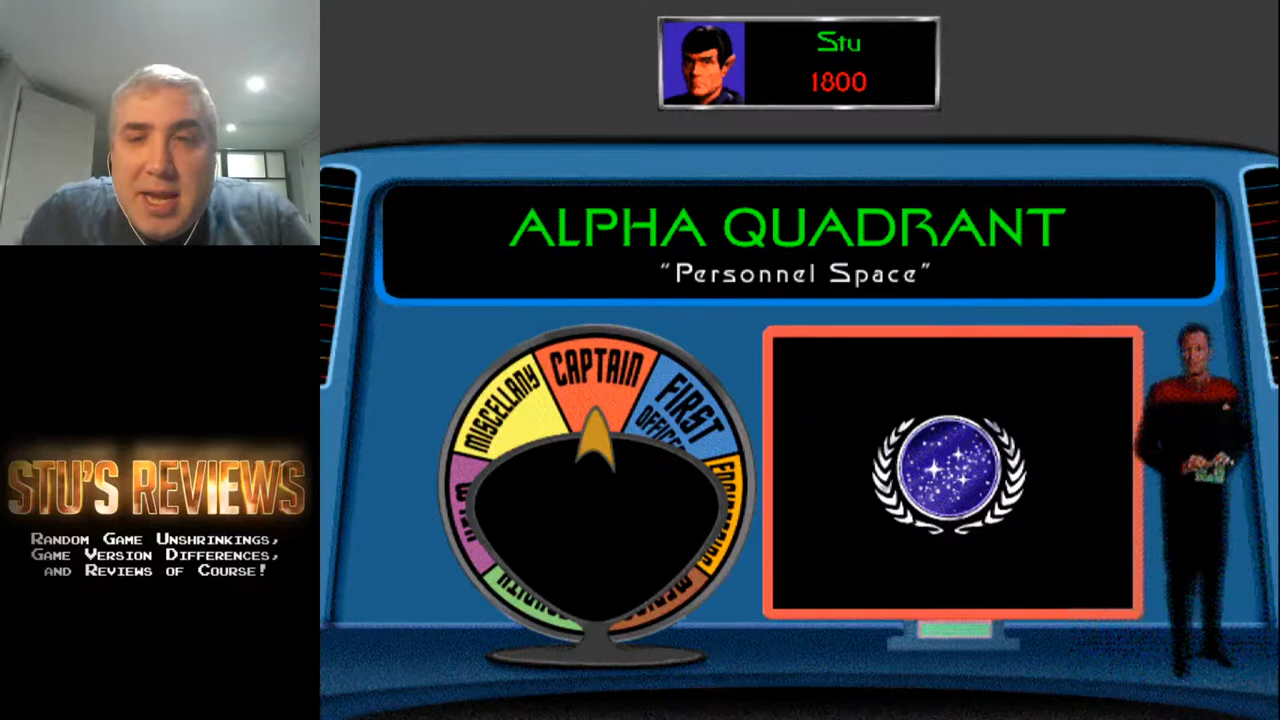 Stu
1800
ALPHA QUADRANT
"Personnel Space"
MISCELLANY
CAPTAIN
FIRST
STU'S REVIEWS
RANDOM GAME UNSHRINKINGS,
GAME VERSION DIFFERENCES,
AND REVIEWS OF COURSE!